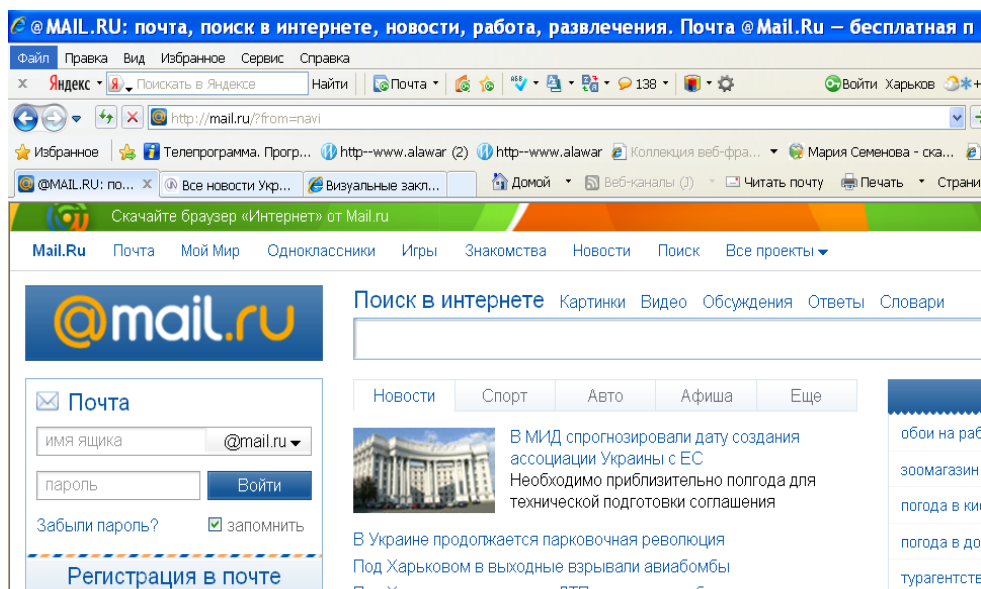 @MAIL.RU: почта, поиск в интернете, новости, работа, развлечения. Почта @Mail.Ru — бесплатная п
Файл Правка Вид Избранное Сервис Справка
x Яндекс Я Поискать в Яндексе Найти Почта 138 Войти Харьков
http://mail.ru/?from=navi
Избранное Телепрограмма. Прогр... http--www.alawar (2) http--www.alawar Коллекция веб-фра... Мария Семенова - ска...
@MAIL.RU: по... X Все новости Укр... Визуальные закл... Домой Веб-каналы (J) Читать почту Печать Страни
Скачайте браузер «Интернет» от Mail.ru
Mail.Ru Почта Мой Мир Одноклассники Игры Знакомства Новости Поиск Все проекты
@mail.ru
Поиск в интернете Картинки Видео Обсуждения Ответы Словари
Почта
имя ящика @mail.ru
пароль Войти
Забыли пароль? запомнить
Регистрация в почте
Новости Спорт Авто Афиша Еще
В МИД спрогнозировали дату создания
ассоциации Украины с ЕС
Необходимо приблизительно полгода для
технической подготовки соглашения
В Украине продолжается парковочная революция
Под Харьковом в выходные взрывали авиабомбы
обои на раб
зоомагазин
погода в ки
погода в до
турагентств